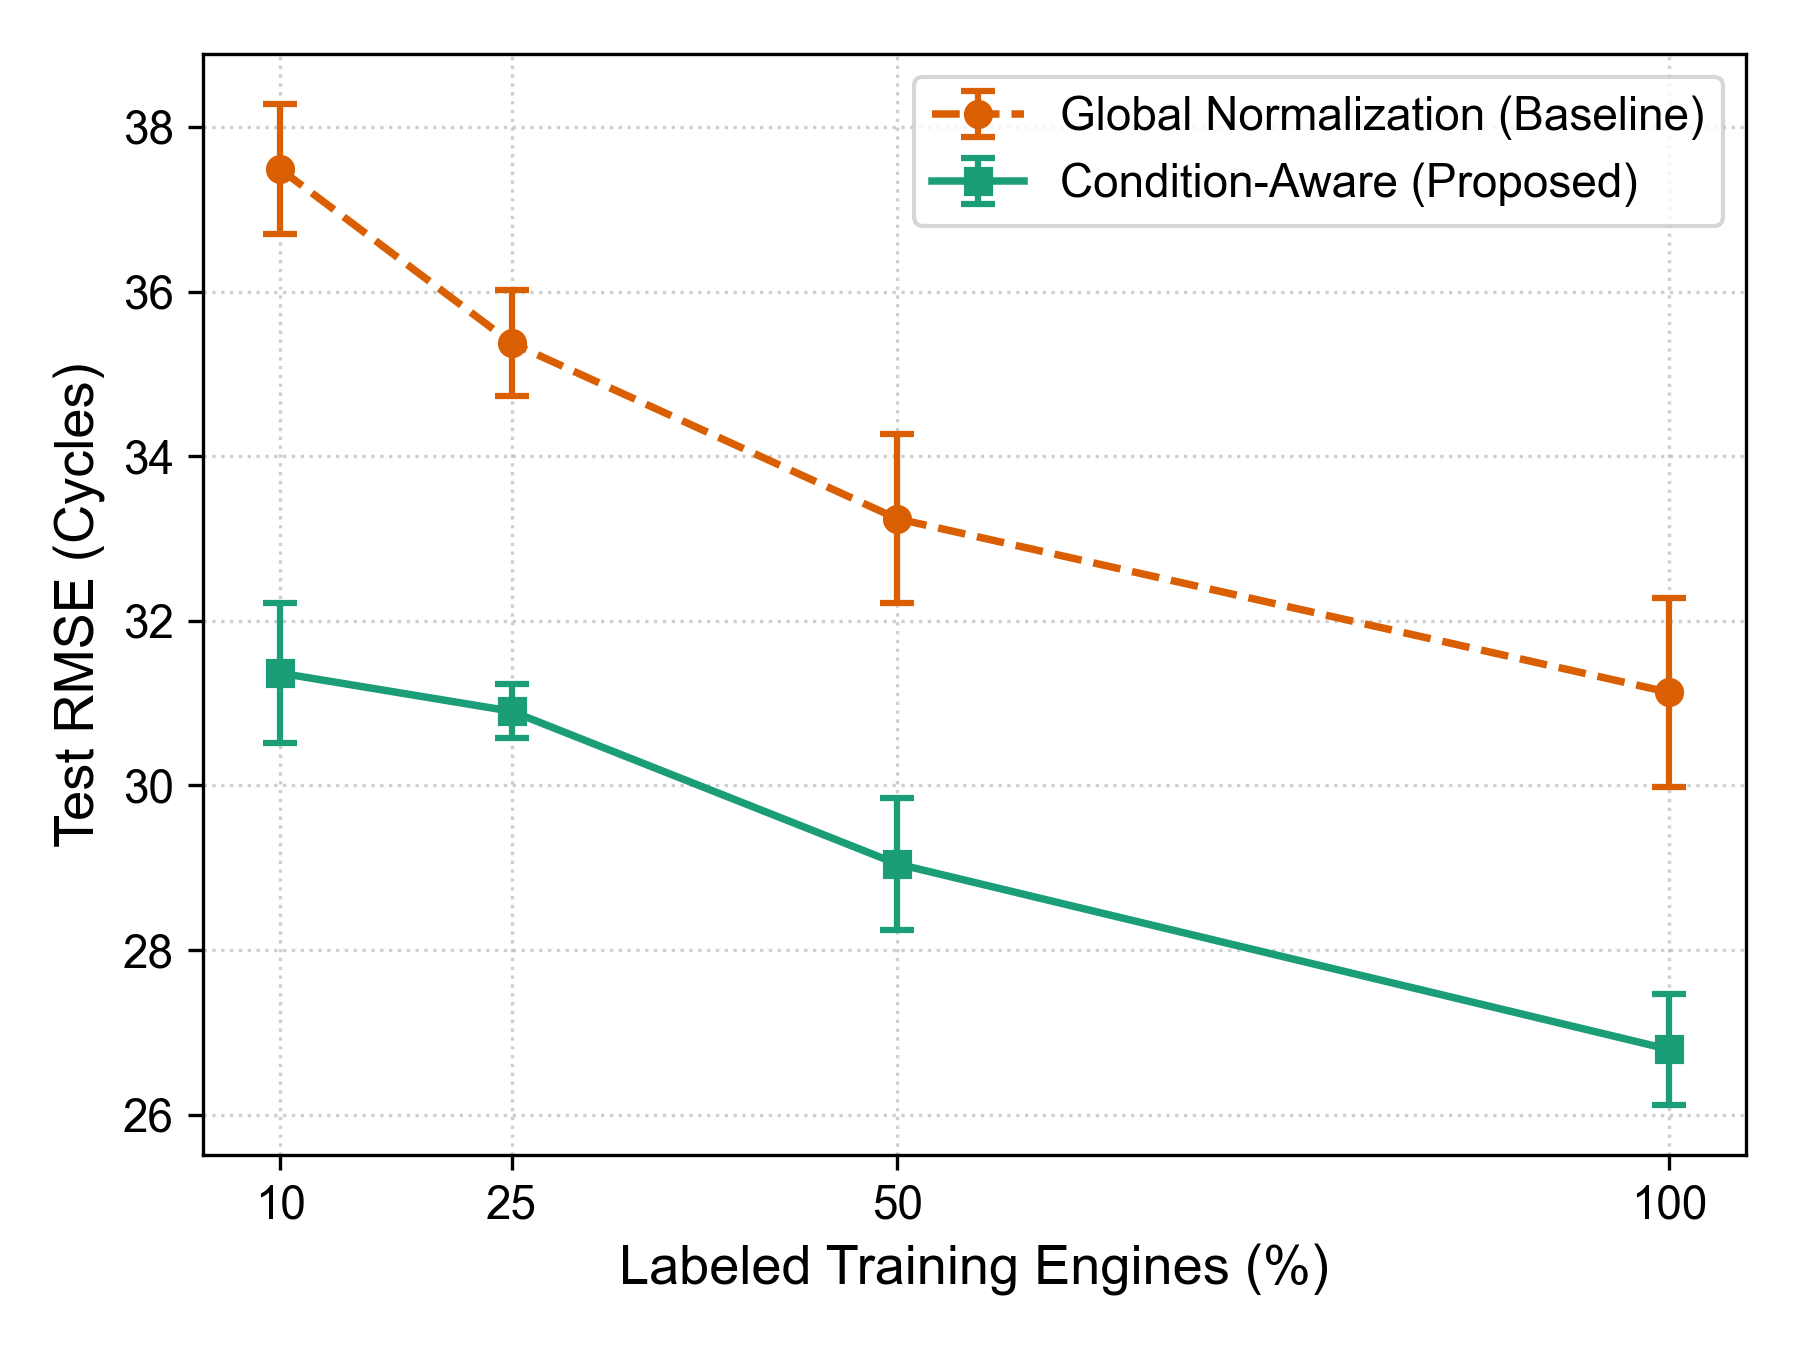 Global Normalization (Baseline)
Condition-Aware (Proposed)
Test RMSE (Cycles)
38
36
34
32
30
28
26
10 25 50 100
Labeled Training Engines (%)